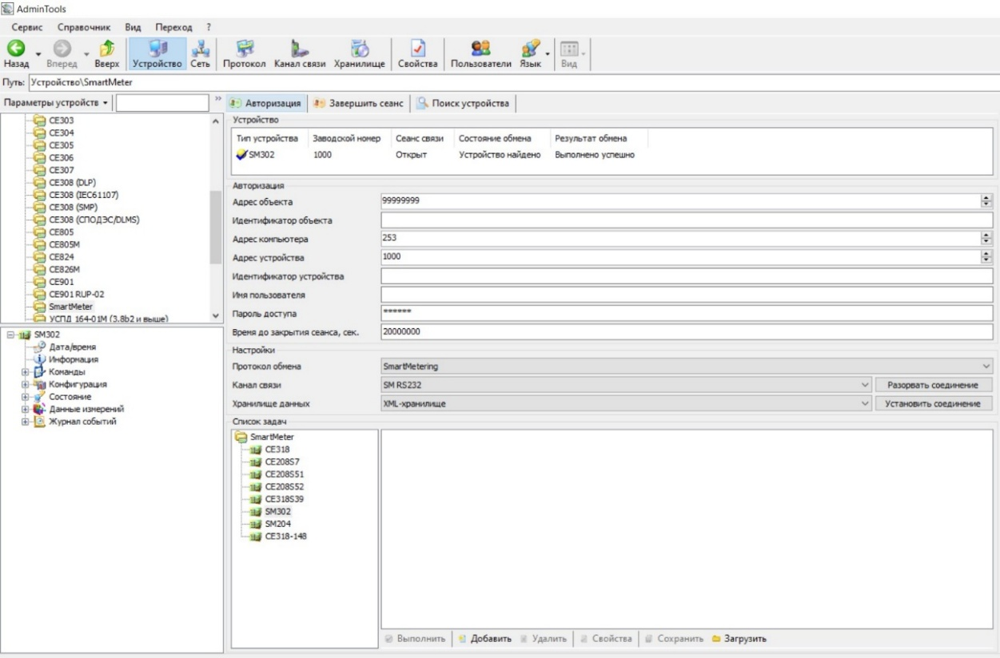 AdminTools
Сервис Справочник Вид Переход ?
Назад Вперед Вверх Устройство Сеть Протокол Канал связи Хранилище Свойства Пользователи Язык Вид
Путь: Устройство\SmartMeter
Параметры устройств Авторизация Завершить сеанс Поиск устройства
CE303
CE304
CE305
CE306
CE307
CE308 (DLP)
CE308 (IEC61107)
CE308 (SMP)
CE308 (СПОДЭС/DLMS)
CE805
CE805M
CE824
CE826M
CE901
CE901 RUP-02
SmartMeter
УСПД 164-01М (3.8b2 и выше)
SM302
Дата/время
Информация
Команды
Конфигурация
Состояние
Данные измерений
Журнал событий
Устройство
Тип устройства Заводской номер Сеанс связи Состояние обмена Результат обмена
SM302 1000 Открыт Устройство найдено Выполнено успешно
Авторизация
Адрес объекта 99999999
Идентификатор объекта
Адрес компьютера 253
Адрес устройства 1000
Идентификатор устройства
Имя пользователя
Пароль доступа ******
Время до закрытия сеанса, сек. 20000000
Настройки
Протокол обмена SmartMetering
Канал связи SM RS232 Разорвать соединение
Хранилище данных XML-хранилище Установить соединение
Список задач
SmartMeter
CE318
CE208S7
CE208S51
CE208S52
CE318S39
SM302
SM204
CE318-148
Выполнить Добавить Удалить Свойства Сохранить Загрузить